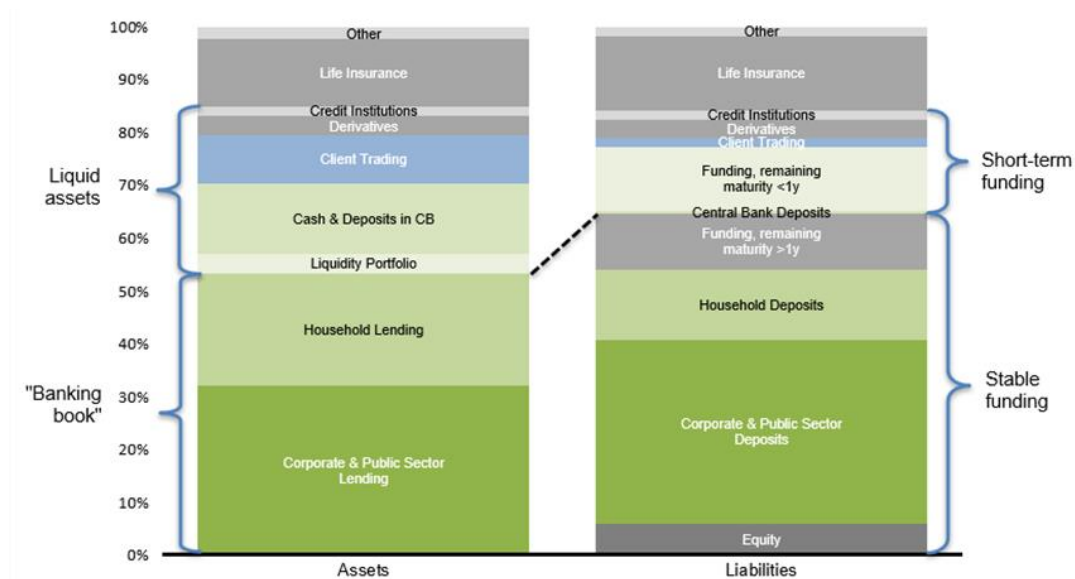 100%
90%
80%
70%
60%
50%
40%
30%
20%
10%
0%
Liquid
assets
"Banking
book"
Other
Life Insurance
Credit Institutions
Derivatives
Client Trading
Cash & Deposits in CB
Liquidity Portfolio
Household Lending
Corporate & Public Sector
Lending
Assets
Other
Life Insurance
Credit Institutions
Derivatives
Client Trading
Funding, remaining
maturity <1y
Central Bank Deposits
Funding, remaining
maturity >1y
Household Deposits
Corporate & Public Sector
Deposits
Equity
Liabilities
Short-term
funding
Stable
funding